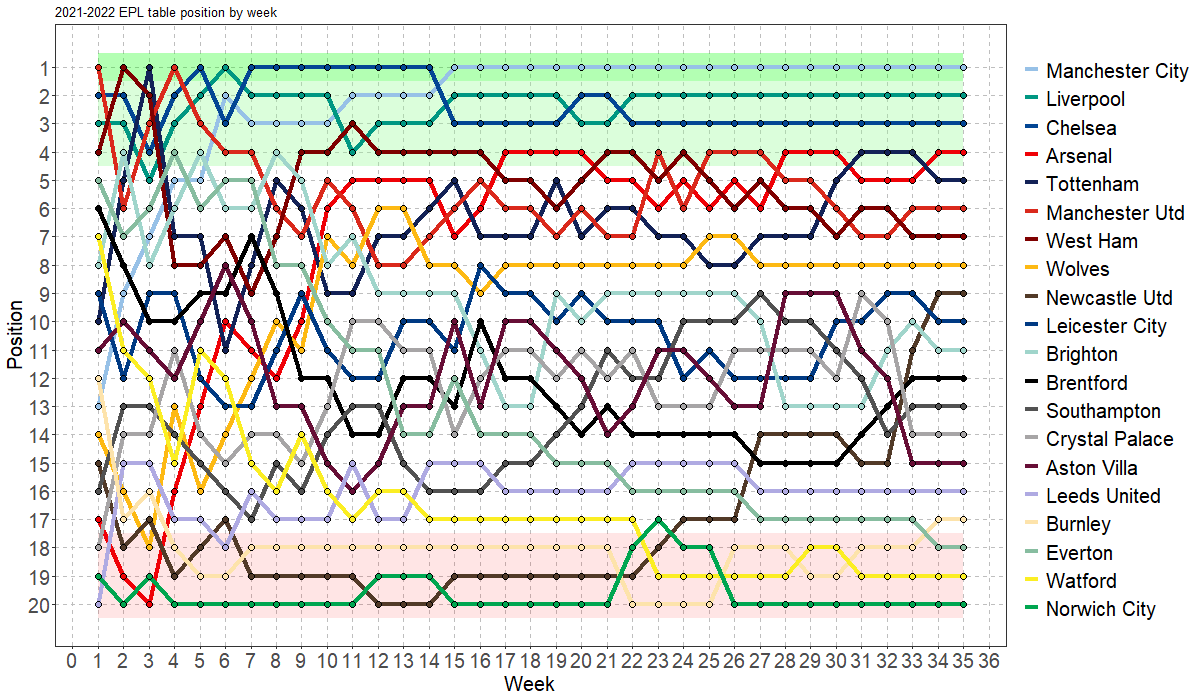 2021-2022 EPL table position by week
Position
1
2
3
4
5
6
7
8
9
10
11
12
13
14
15
16
17
18
19
20
0 1 2 3 4 5 6 7 8 9 10 11 12 13 14 15 16 17 18 19 20 21 22 23 24 25 26 27 28 29 30 31 32 33 34 35 36
Week
Manchester City
Liverpool
Chelsea
Arsenal
Tottenham
Manchester Utd
West Ham
Wolves
Newcastle Utd
Leicester City
Brighton
Brentford
Southampton
Crystal Palace
Aston Villa
Leeds United
Burnley
Everton
Watford
Norwich City